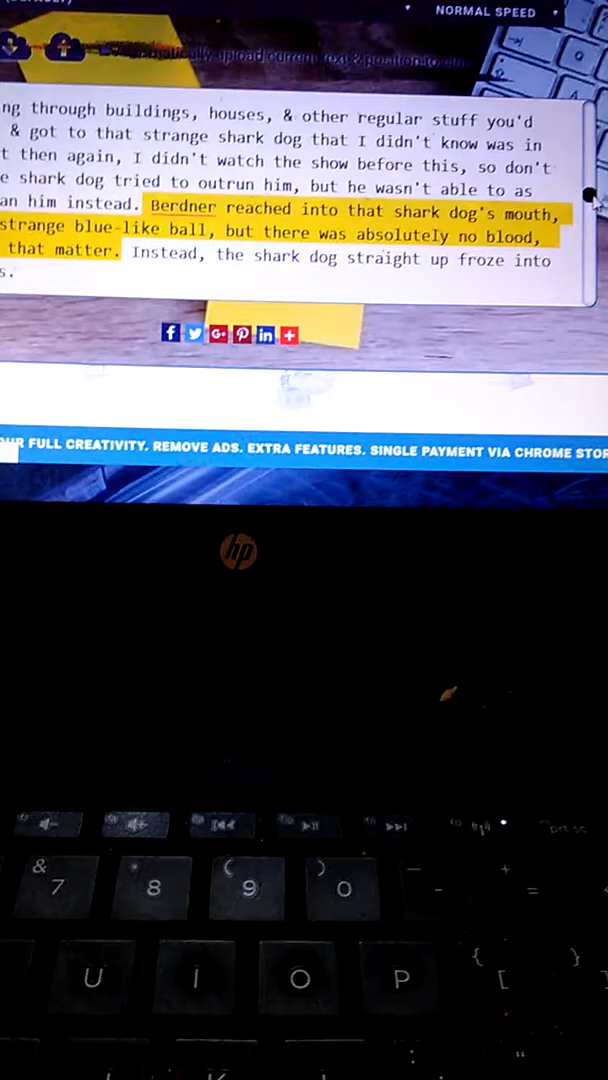 NORMAL SPEED
ng through buildings, houses, & other regular stuff you'd
& got to that strange shark dog that I didn't know was in
t then again, I didn't watch the show before this, so don't
e shark dog tried to outrun him, but he wasn't able to as
an him instead. Berdner reached into that shark dog's mouth,
strange blue-like ball, but there was absolutely no blood,
that matter. Instead, the shark dog straight up froze into
s.
f G+ in +
UR FULL CREATIVITY. REMOVE ADS. EXTRA FEATURES. SINGLE PAYMENT VIA CHROME STOR
hp
& * ( ) — +
7 8 9 0 - =
{ }
U I O P [ ]